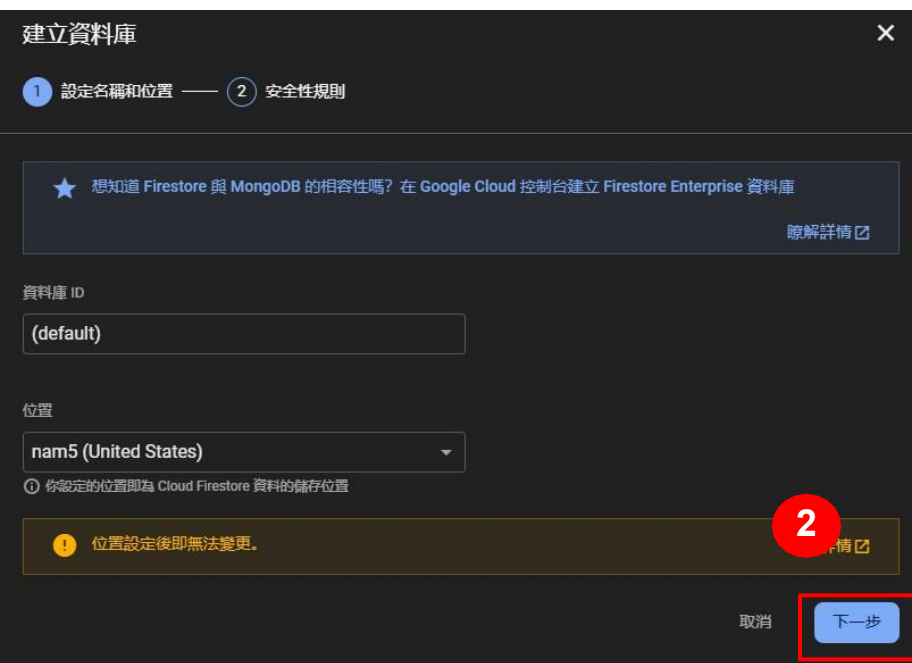 建立資料庫
1 設定名稱和位置 2 安全性規則
想知道 Firestore 與 MongoDB 的相容性嗎？在 Google Cloud 控制台建立 Firestore Enterprise 資料庫
瞭解詳情
資料庫 ID
(default)
位置
nam5 (United States)
你設定的位置即為 Cloud Firestore 資料的儲存位置
位置設定後即無法變更。
2
情
取消 下一步